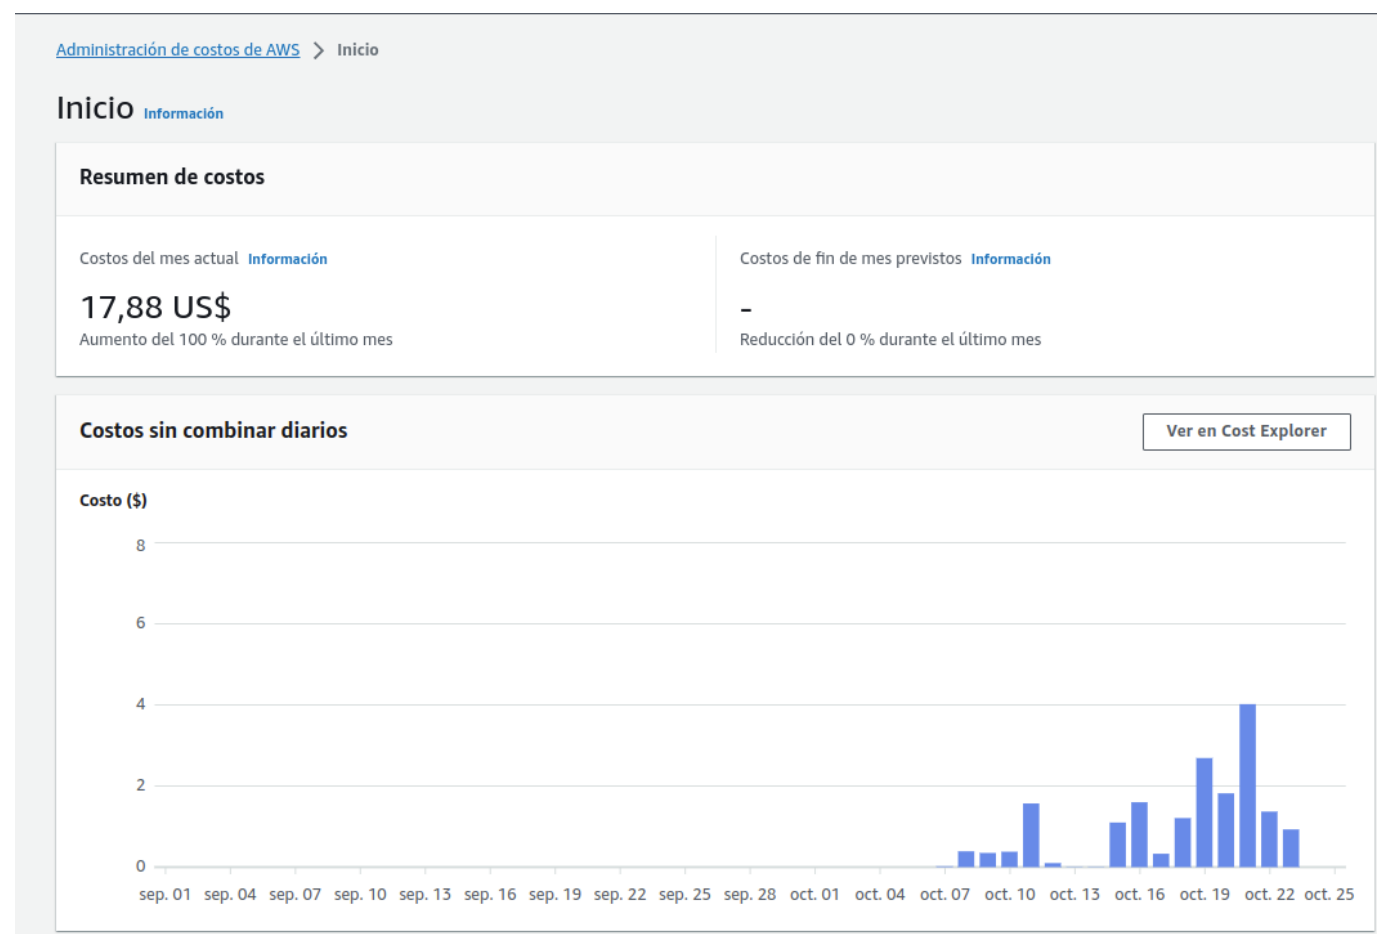 Administración de costos de AWS > Inicio
Inicio Información
Resumen de costos
Costos del mes actual Información
17,88 US$
Aumento del 100 % durante el último mes
Costos de fin de mes previstos Información
-
Reducción del 0 % durante el último mes
Costos sin combinar diarios
Ver en Cost Explorer
Costo ($)
8
6
4
2
0
sep. 01 sep. 04 sep. 07 sep. 10 sep. 13 sep. 16 sep. 19 sep. 22 sep. 25 sep. 28 oct. 01 oct. 04 oct. 07 oct. 10 oct. 13 oct. 16 oct. 19 oct. 22 oct. 25